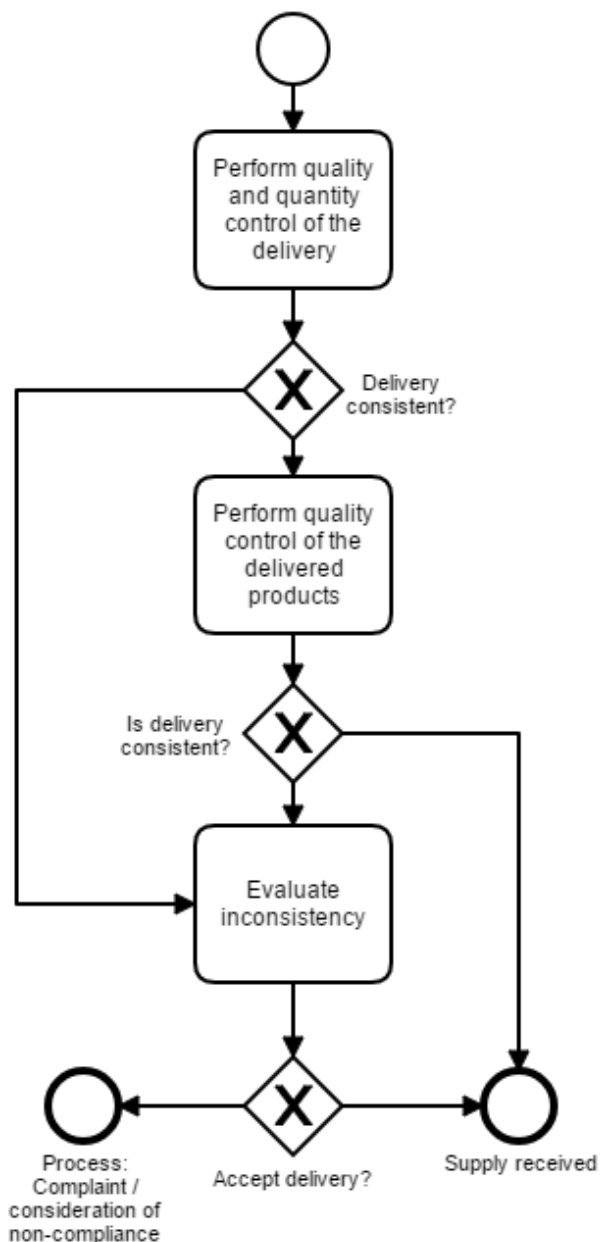 Perform quality
and quantity
control of the
delivery
Delivery
consistent?
Perform quality
control of the
delivered
products
Is delivery
consistent?
Evaluate
inconsistency
Accept delivery?
Process:
Complaint /
consideration of
non-compliance
Supply received